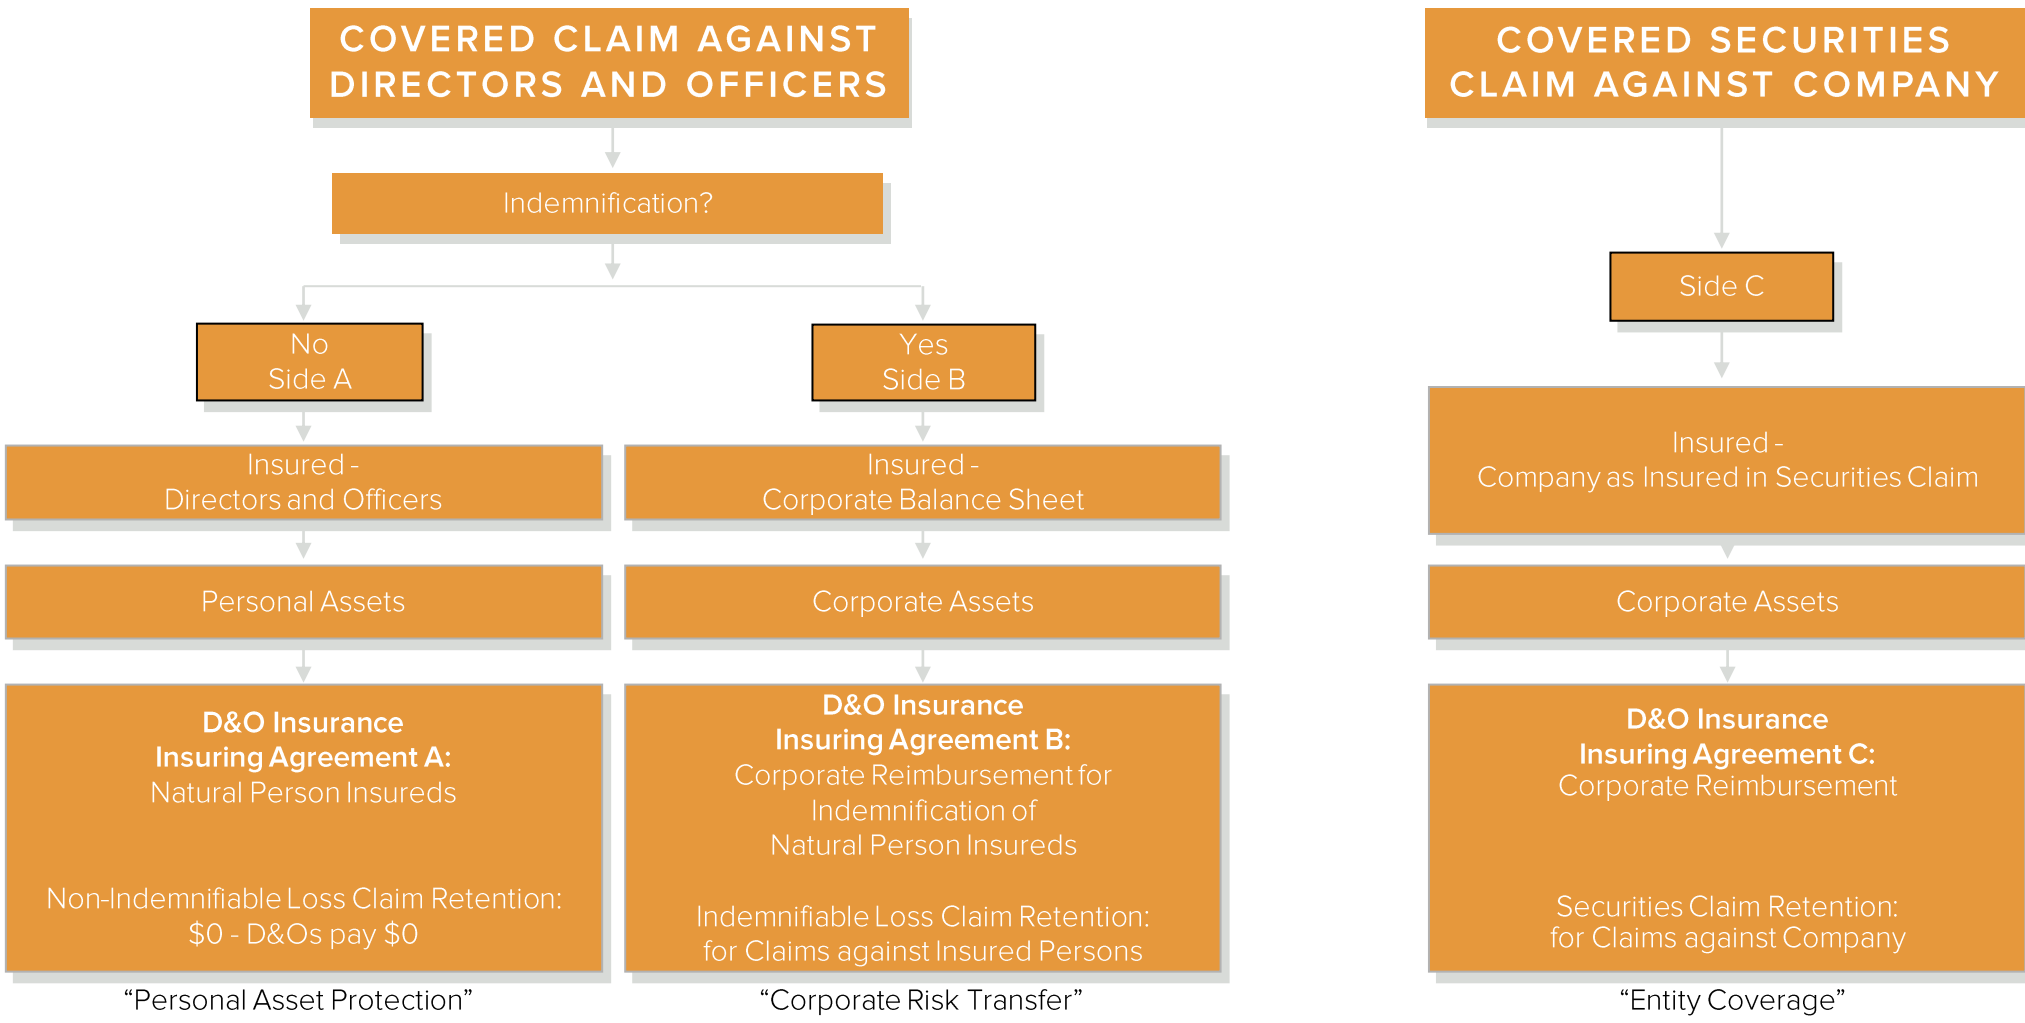 COVERED CLAIM AGAINST
DIRECTORS AND OFFICERS
Indemnification?
No
Side A
Insured -
Directors and Officers
Personal Assets
D&O Insurance
Insuring Agreement A:
Natural Person Insureds
Non-Indemnifiable Loss Claim Retention:
$0 - D&Os pay $0
“Personal Asset Protection”
Yes
Side B
Insured -
Corporate Balance Sheet
Corporate Assets
D&O Insurance
Insuring Agreement B:
Corporate Reimbursement for
Indemnification of
Natural Person Insureds
Indemnifiable Loss Claim Retention:
for Claims against Insured Persons
“Corporate Risk Transfer”
COVERED SECURITIES
CLAIM AGAINST COMPANY
Side C
Insured -
Company as Insured in Securities Claim
Corporate Assets
D&O Insurance
Insuring Agreement C:
Corporate Reimbursement
Securities Claim Retention:
for Claims against Company
“Entity Coverage”